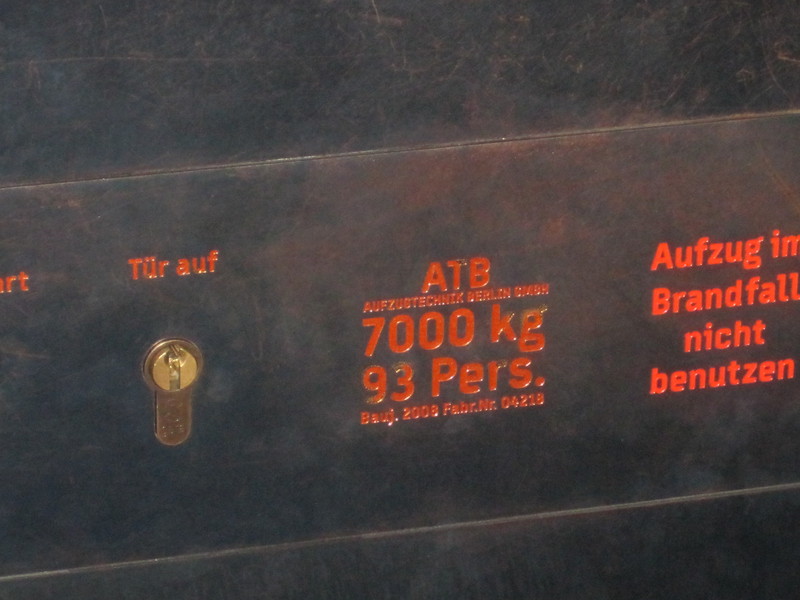 Tür auf
ATB
AUFZUGTECHNIK BERLIN GMBH
7000 kg
93 Pers.
Bauj. 2008 Fabr.Nr. 04218
Aufzug im
Brandfall
nicht
benutzen